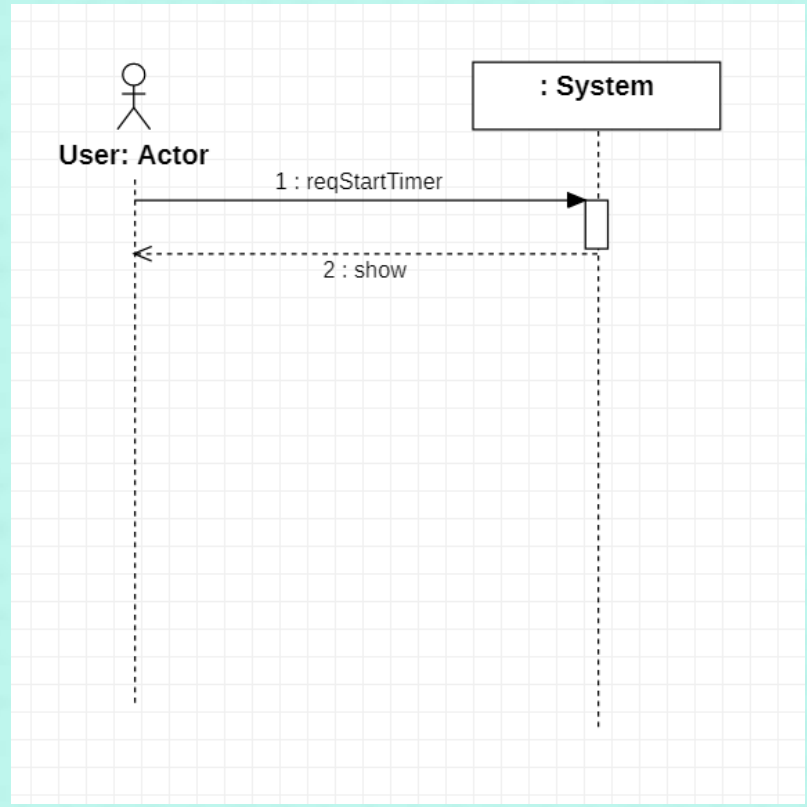 : System
User: Actor
1 : reqStartTimer
2 : show